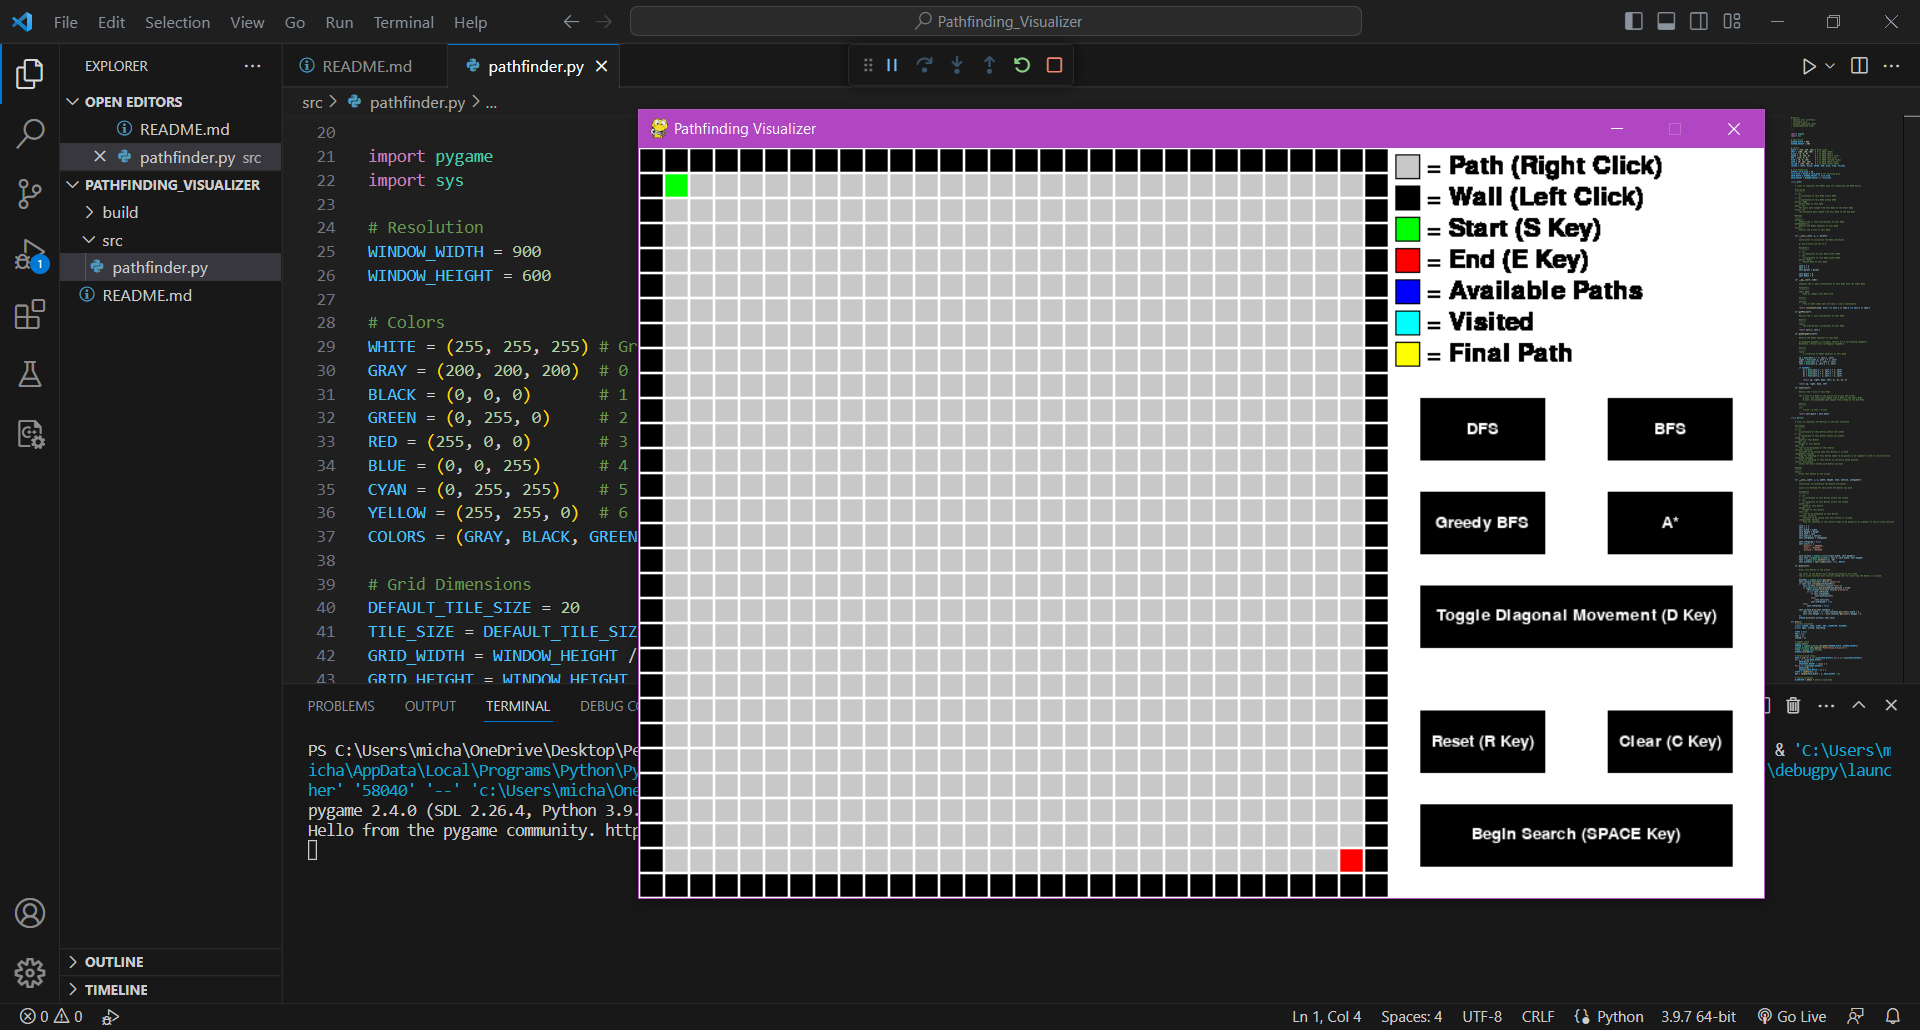 File Edit Selection View Go Run Terminal Help
Pathfinding_Visualizer
EXPLORER
OPEN EDITORS
README.md
pathfinder.py src
PATHFINDING_VISUALIZER
build
src
pathfinder.py
README.md
OUTLINE
TIMELINE
1
README.md
pathfinder.py
src > pathfinder.py > ...
20
21 import pygame
22 import sys
23
24 # Resolution
25 WINDOW_WIDTH = 900
26 WINDOW_HEIGHT = 600
27
28 # Colors
29 WHITE = (255, 255, 255) # Gr
30 GRAY = (200, 200, 200) # 0
31 BLACK = (0, 0, 0) # 1
32 GREEN = (0, 255, 0) # 2
33 RED = (255, 0, 0) # 3
34 BLUE = (0, 0, 255) # 4
35 CYAN = (0, 255, 255) # 5
36 YELLOW = (255, 255, 0) # 6
37 COLORS = (GRAY, BLACK, GREEN
38
39 # Grid Dimensions
40 DEFAULT_TILE_SIZE = 20
41 TILE_SIZE = DEFAULT_TILE_SIZ
42 GRID_WIDTH = WINDOW_HEIGHT /
43 GRID_HEIGHT = WINDOW_HEIGHT
PROBLEMS OUTPUT TERMINAL DEBUG CO
PS C:\Users\micha\OneDrive\Desktop\Pe
& 'C:\Users\m
icha\AppData\Local\Programs\Python\Py
\debugpy\launc
her' '58040' '--' 'c:\Users\micha\One
pygame 2.4.0 (SDL 2.26.4, Python 3.9.
Hello from the pygame community. http
Pathfinding Visualizer
= Path (Right Click)
= Wall (Left Click)
= Start (S Key)
= End (E Key)
= Available Paths
= Visited
= Final Path
DFS BFS
Greedy BFS A*
Toggle Diagonal Movement (D Key)
Reset (R Key) Clear (C Key)
Begin Search (SPACE Key)
0 0
Ln 1, Col 4 Spaces: 4 UTF-8 CRLF Python 3.9.7 64-bit Go Live